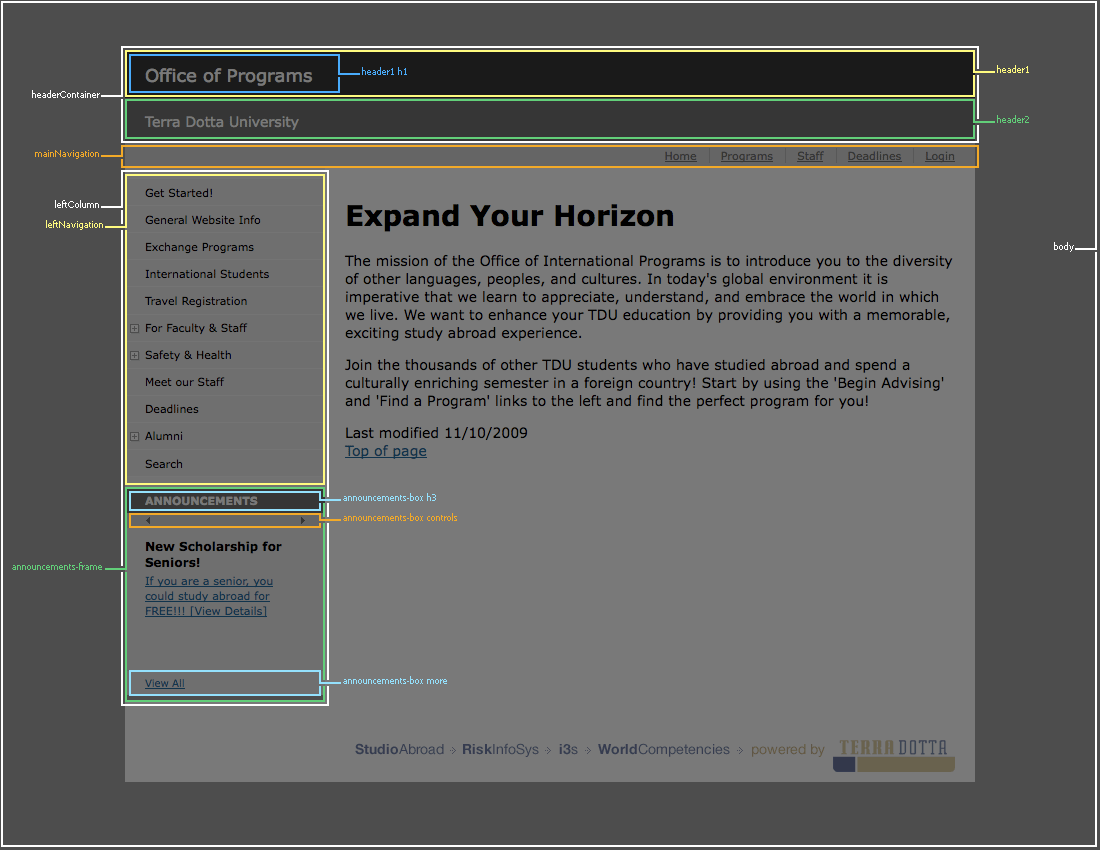 Office of Programs
header1 h1
header1
headerContainer
Terra Dotta University
header2
mainNavigation
Home
Programs
Staff
Deadlines
Login
leftColumn
leftNavigation
body
Get Started!
General Website Info
Exchange Programs
International Students
Travel Registration
For Faculty & Staff
Safety & Health
Meet our Staff
Deadlines
Alumni
Search
Expand Your Horizon
The mission of the Office of International Programs is to introduce you to the diversity
of other languages, peoples, and cultures. In today's global environment it is
imperative that we learn to appreciate, understand, and embrace the world in which
we live. We want to enhance your TDU education by providing you with a memorable,
exciting study abroad experience.
Join the thousands of other TDU students who have studied abroad and spend a
culturally enriching semester in a foreign country! Start by using the 'Begin Advising'
and 'Find a Program' links to the left and find the perfect program for you!
Last modified 11/10/2009
Top of page
ANNOUNCEMENTS
announcements-box h3
announcements-box controls
announcements-frame
New Scholarship for
Seniors!
If you are a senior, you
could study abroad for
FREE!!! [View Details]
View All
announcements-box more
StudioAbroad RiskInfoSys i3s WorldCompetencies powered by TERRA DOTTA